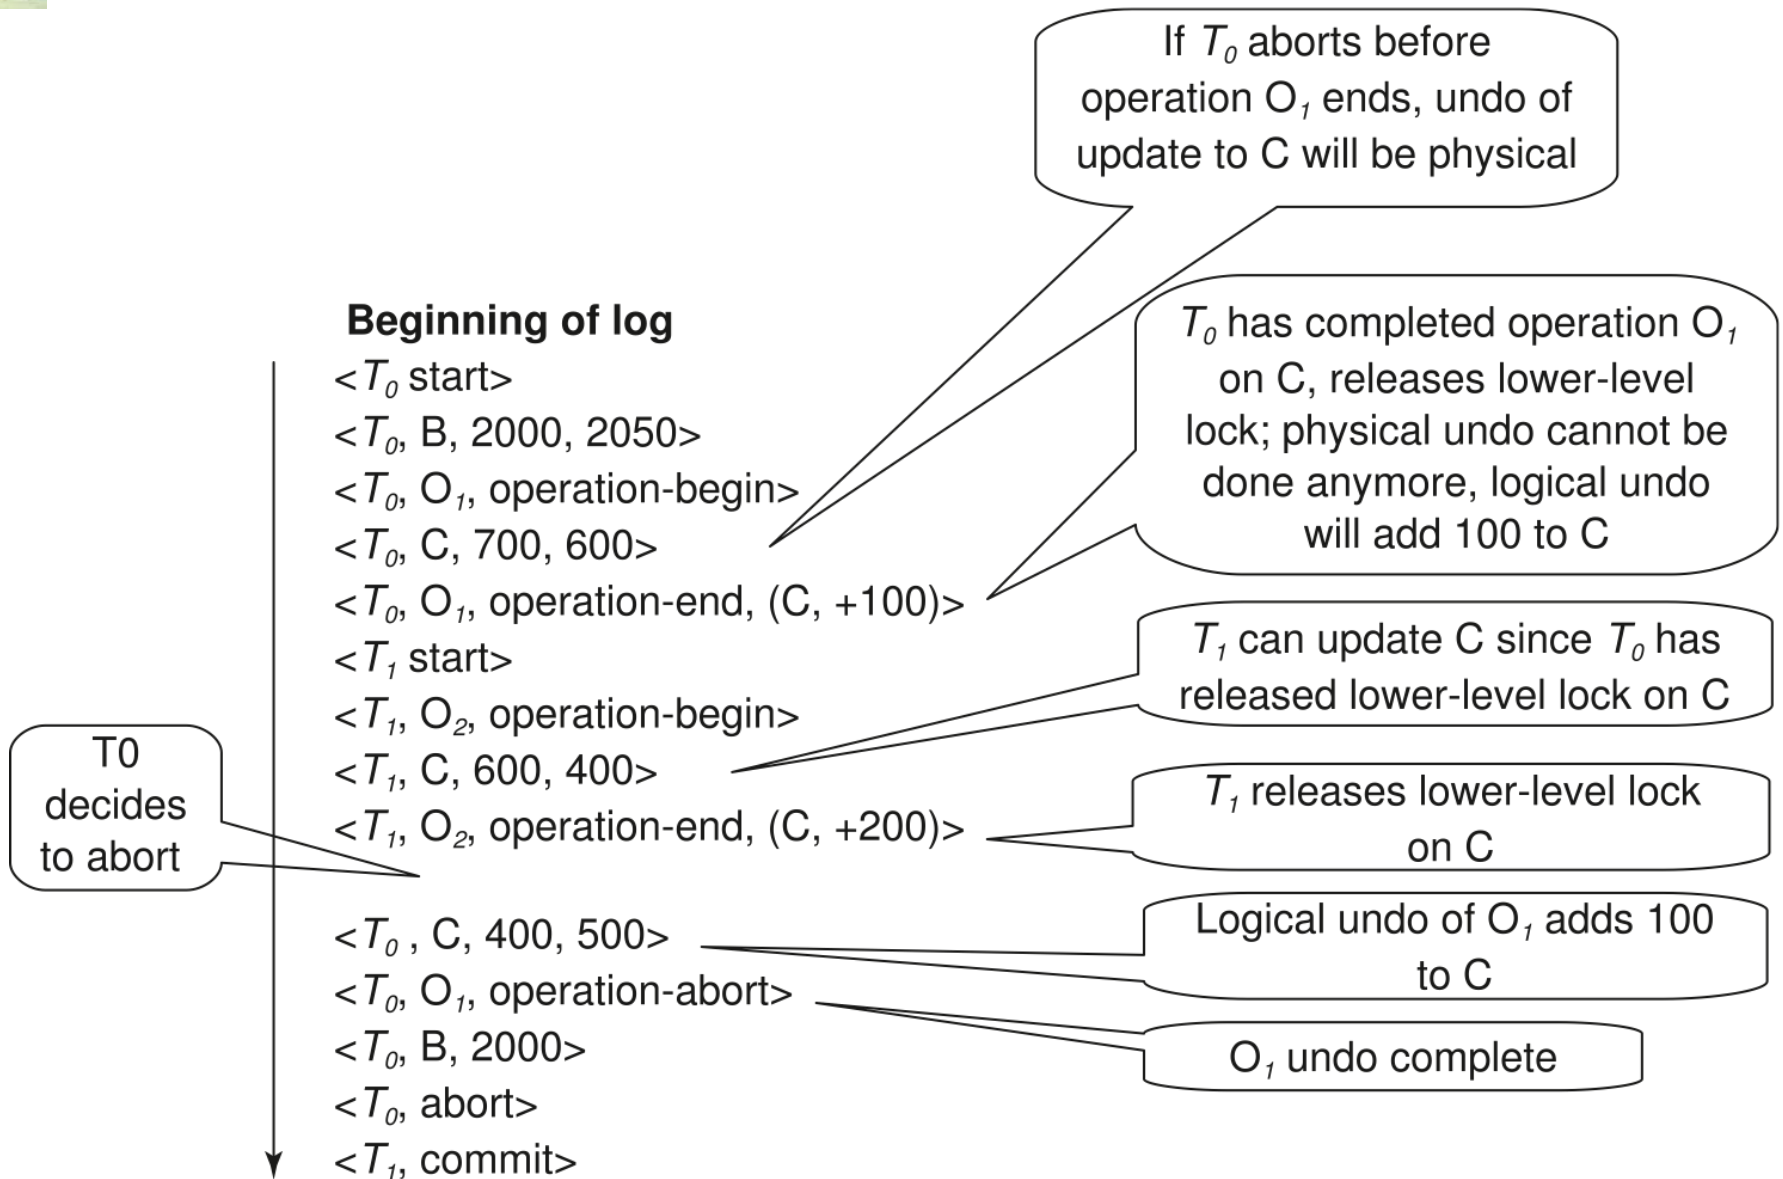 If T0 aborts before
operation O1 ends, undo of
update to C will be physical
Beginning of log
<T0 start>
<T0, B, 2000, 2050>
<T0, O1, operation-begin>
<T0, C, 700, 600>
<T0, O1, operation-end, (C, +100)>
<T1 start>
<T1, O2, operation-begin>
<T1, C, 600, 400>
<T1, O2, operation-end, (C, +200)>
<T0 , C, 400, 500>
<T0, O1, operation-abort>
<T0, B, 2000>
<T0, abort>
<T1, commit>
T0 has completed operation O1
on C, releases lower-level
lock; physical undo cannot be
done anymore, logical undo
will add 100 to C
T1 can update C since T0 has
released lower-level lock on C
T1 releases lower-level lock
on C
T0
decides
to abort
Logical undo of O1 adds 100
to C
O1 undo complete